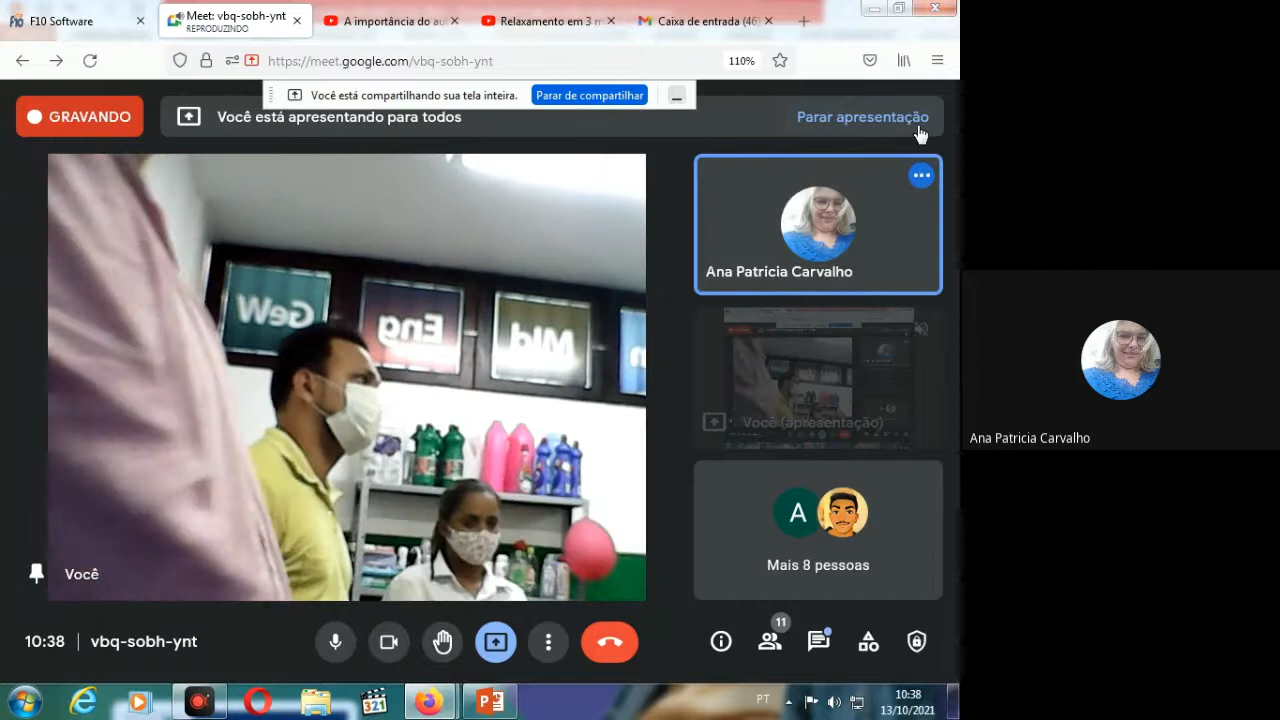 F10 Software
Meet: vbq-sobh-ynt
REPRODUZINDO
A importância do au
Relaxamento em 3 m
Caixa de entrada (46)
https://meet.google.com/vbq-sobh-ynt
110%
Você está compartilhando sua tela inteira.
Parar de compartilhar
GRAVANDO
Você está apresentando para todos
Parar apresentação
Ana Patricia Carvalho
GeW
Eng
Mld
Você (apresentação)
Ana Patricia Carvalho
A
Mais 8 pessoas
Você
10:38
vbq-sobh-ynt
11
321
PT
10:38
13/10/2021